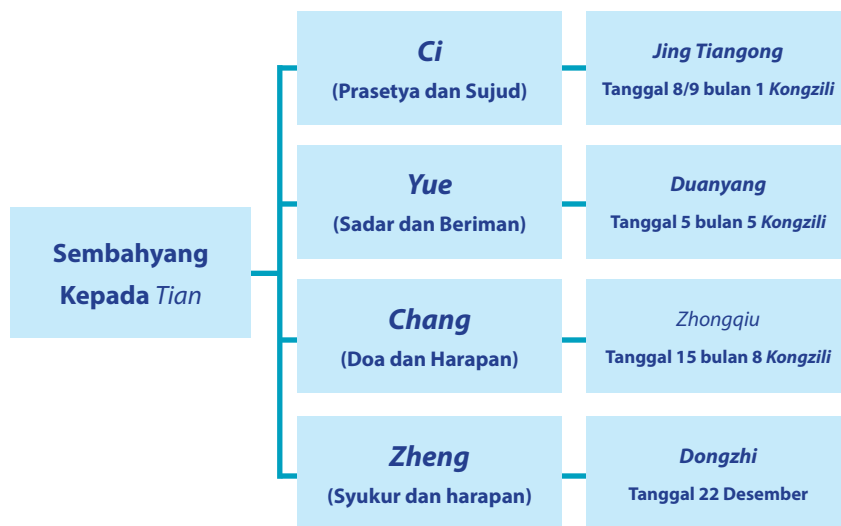 Ci
(Prasetya dan Sujud)
Jing Tiangong
Tanggal 8/9 bulan 1 Kongzili
Yue
(Sadar dan Beriman)
Duanyang
Tanggal 5 bulan 5 Kongzili
Sembahyang
Kepada Tian
Chang
(Doa dan Harapan)
Zhongqiu
Tanggal 15 bulan 8 Kongzili
Zheng
(Syukur dan harapan)
Dongzhi
Tanggal 22 Desember